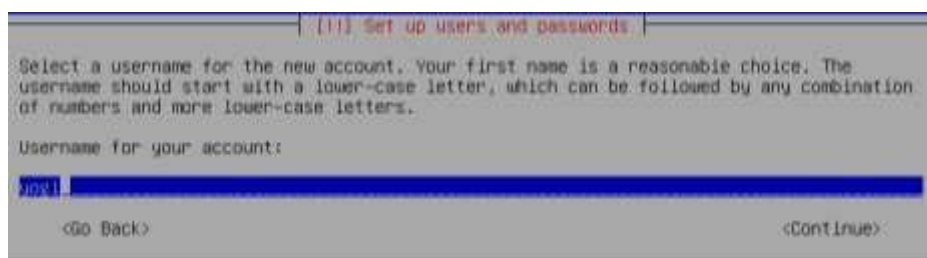 [!!] Set up users and passwords
Select a username for the new account. Your first name is a reasonable choice. The
username should start with a lower-case letter, which can be followed by any combination
of numbers and more lower-case letters.
Username for your account:
yogi
<Go Back> <Continue>